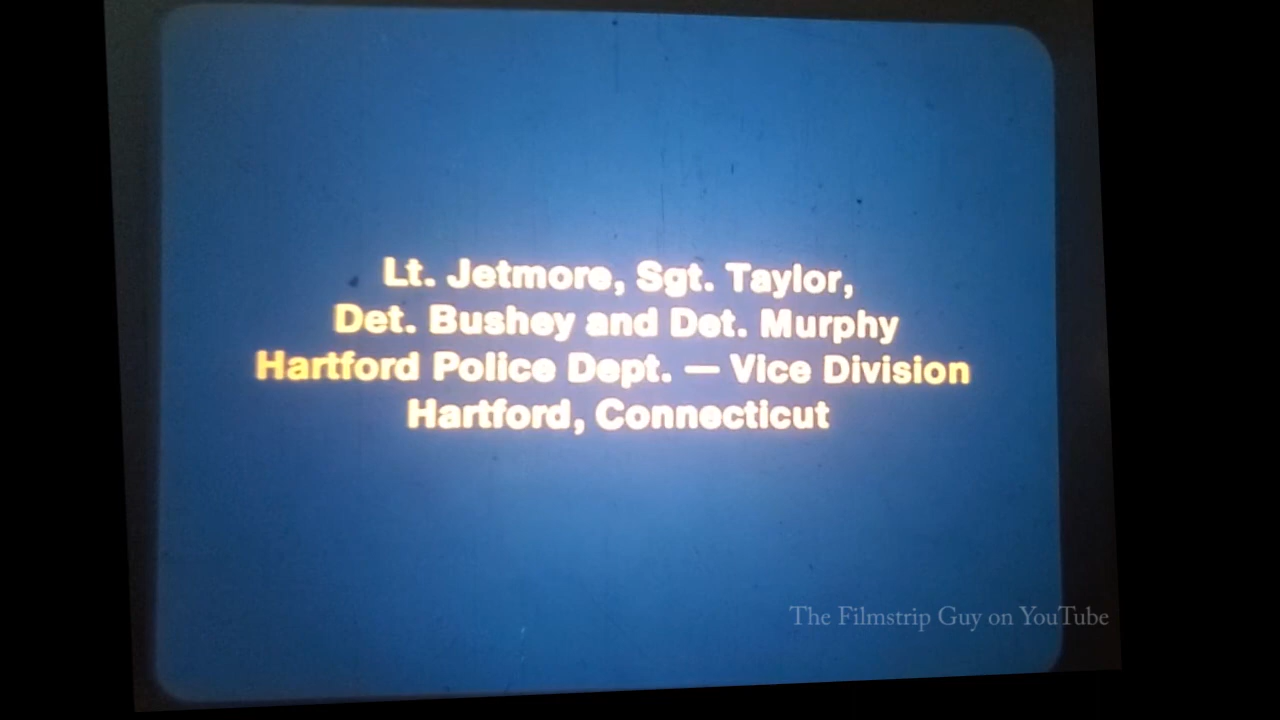 Lt. Jetmore, Sgt. Taylor,
Det. Bushey and Det. Murphy
Hartford Police Dept. — Vice Division
Hartford, Connecticut
The Filmstrip Guy on YouTube